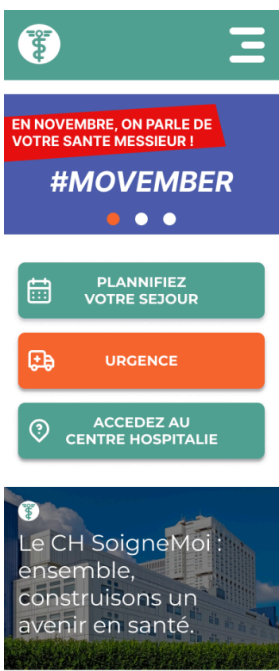 EN NOVEMBRE, ON PARLE DE
VOTRE SANTE MESSIEUR !
#MOVEMBER
PLANNIFIEZ
VOTRE SEJOUR
URGENCE
ACCEDEZ AU
CENTRE HOSPITALIE
Le CH SoigneMoi :
ensemble,
construisons un
avenir en santé.